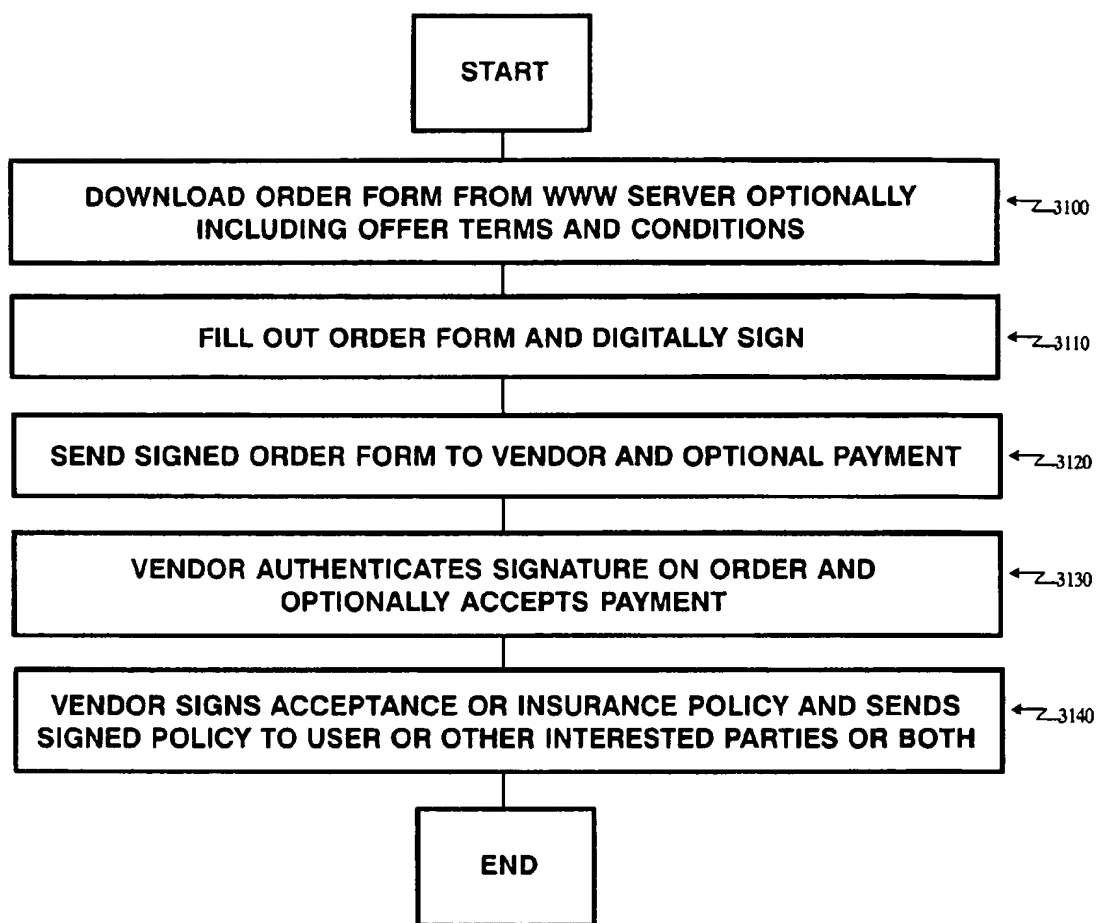 START
DOWNLOAD ORDER FORM FROM WWW SERVER OPTIONALLY
INCLUDING OFFER TERMS AND CONDITIONS
3100
FILL OUT ORDER FORM AND DIGITALLY SIGN
3110
SEND SIGNED ORDER FORM TO VENDOR AND OPTIONAL PAYMENT
3120
VENDOR AUTHENTICATES SIGNATURE ON ORDER AND
OPTIONALLY ACCEPTS PAYMENT
3130
VENDOR SIGNS ACCEPTANCE OR INSURANCE POLICY AND SENDS
SIGNED POLICY TO USER OR OTHER INTERESTED PARTIES OR BOTH
3140
END